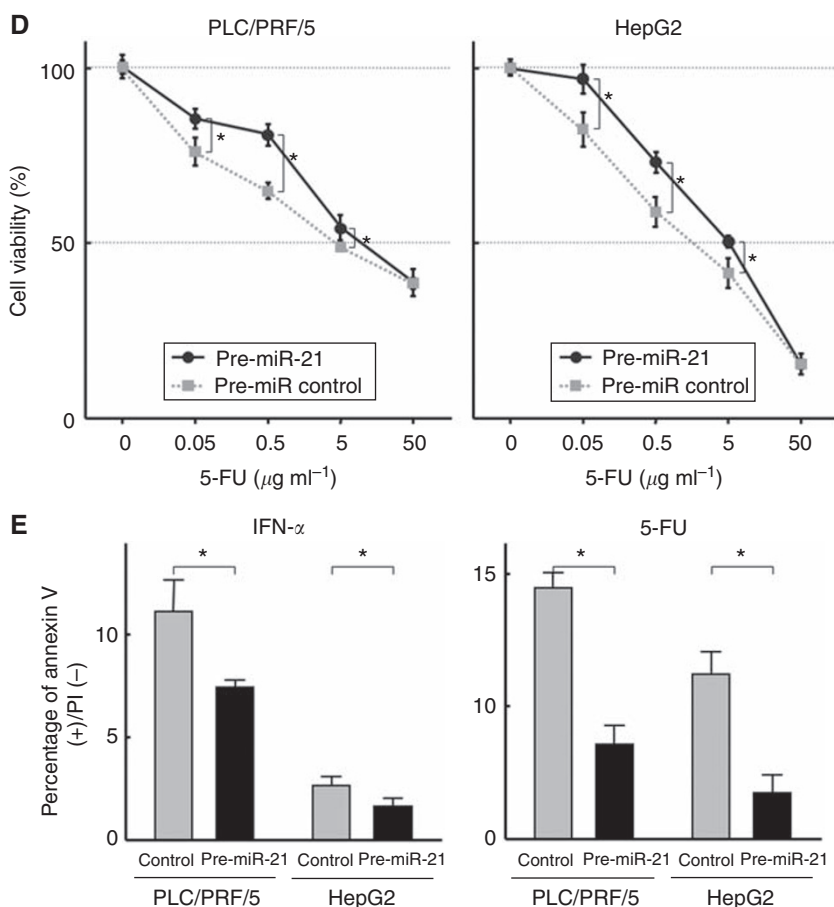 D
PLC/PRF/5
HepG2
Cell viability (%)
100
50
0
Pre-miR-21
Pre-miR control
Pre-miR-21
Pre-miR control
0 0.05 0.5 5 50
0 0.05 0.5 5 50
5-FU (μg ml⁻¹)
5-FU (μg ml⁻¹)
E
IFN-α
5-FU
Percentage of annexin V
(+)/PI (–)
10
5
0
* *
15
10
0
* *
Control Pre-miR-21 Control Pre-miR-21
PLC/PRF/5 HepG2
Control Pre-miR-21 Control Pre-miR-21
PLC/PRF/5 HepG2